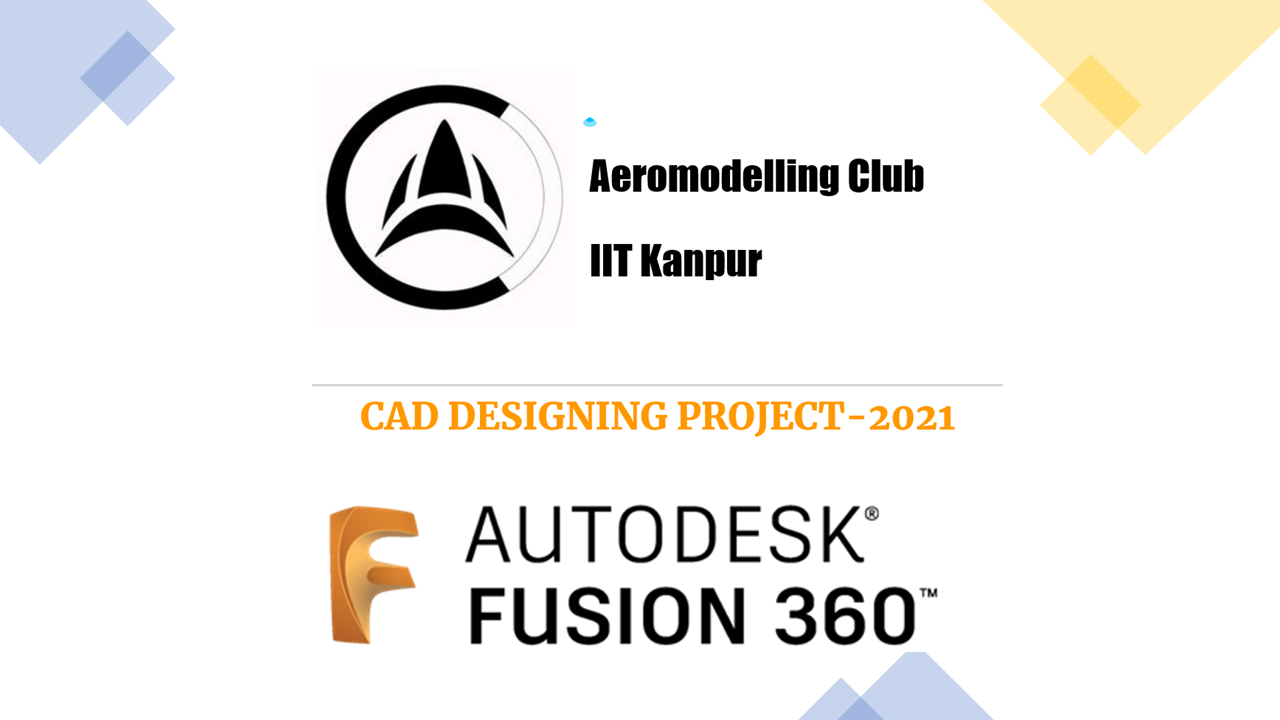 Aeromodelling Club
IIT Kanpur
CAD DESIGNING PROJECT-2021
AUTODESK®
FUSION 360™